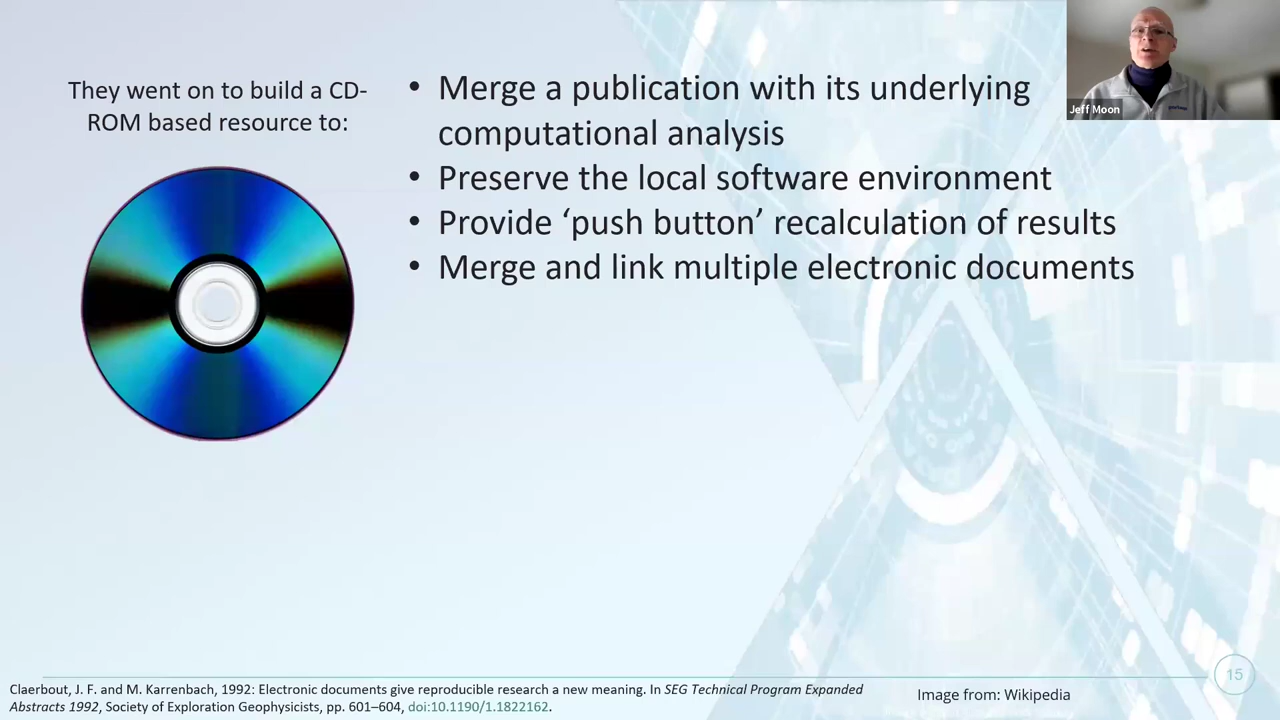 They went on to build a CD-
ROM based resource to:
• Merge a publication with its underlying
computational analysis
• Preserve the local software environment
• Provide ‘push button’ recalculation of results
• Merge and link multiple electronic documents
Jeff Moon
Claerbout, J. F. and M. Karrenbach, 1992: Electronic documents give reproducible research a new meaning. In SEG Technical Program Expanded
Abstracts 1992, Society of Exploration Geophysicists, pp. 601–604, doi:10.1190/1.1822162.
Image from: Wikipedia
15